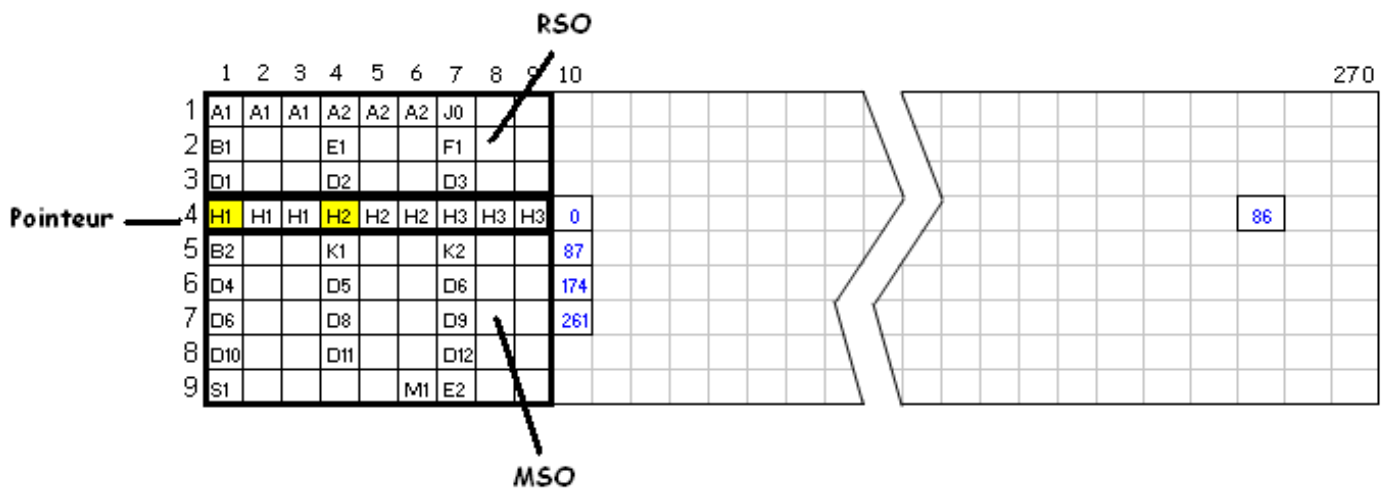 RSO
1 2 3 4 5 6 7 8 9 10 270
1 A1 A1 A1 A2 A2 A2 J0
2 B1 E1 F1
3 D1 D2 D3
Pointeur 4 H1 H1 H1 H2 H2 H2 H3 H3 H3 0 86
5 B2 K1 K2 87
6 D4 D5 D6 174
7 D6 D8 D9 261
8 D10 D11 D12
9 S1 M1 E2
MSO